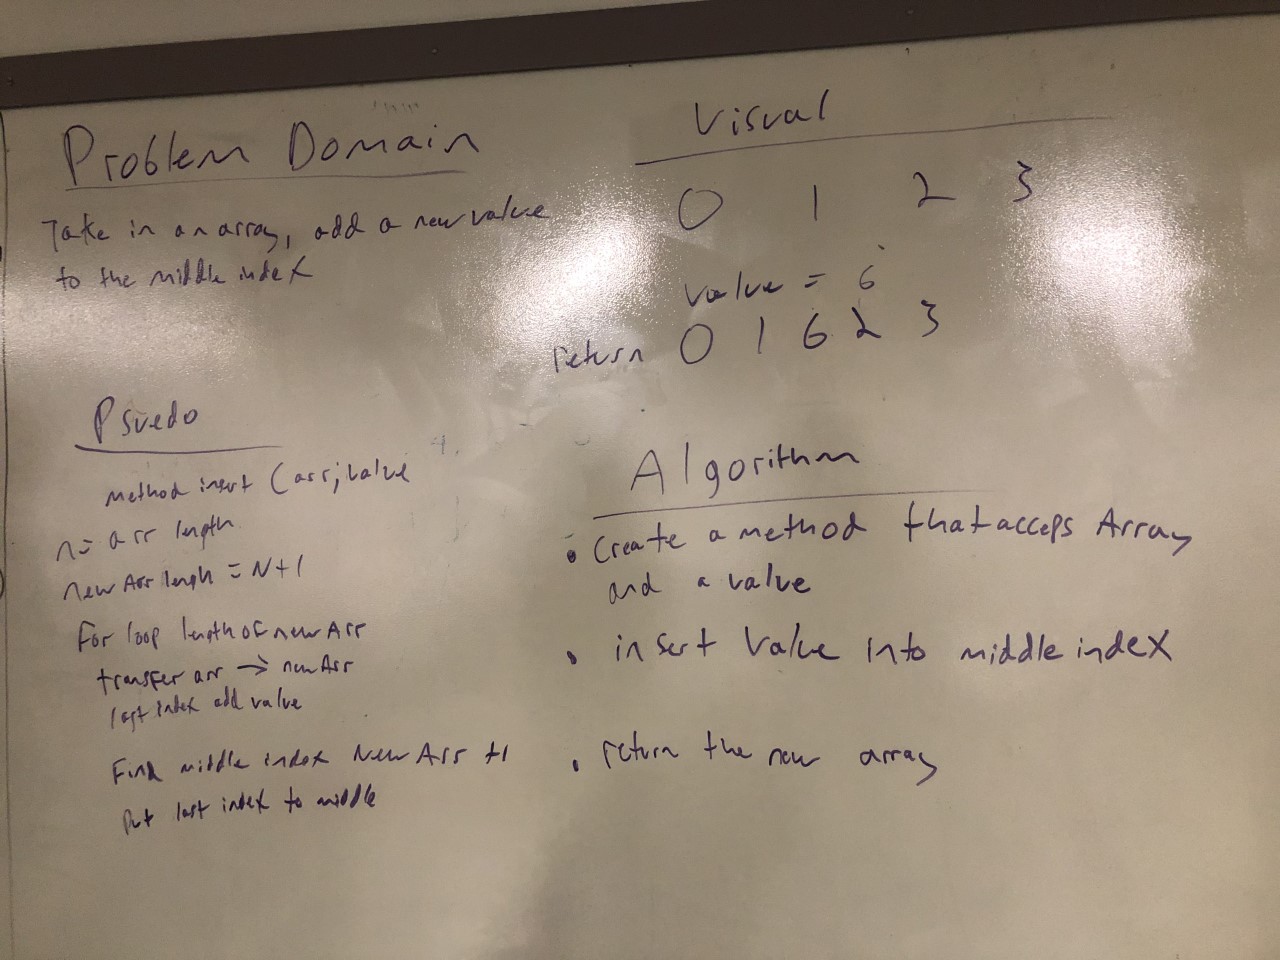 Problem Domain
Take in an array, add a new value
to the middle index
Visual
0 1 2 3
value = 6
return 0 1 6 2 3
Psuedo
method insert (arr, value
n = arr length
new Arr length = N+1
For loop length of new Arr
transfer arr → new Arr
last index add value
Find middle index New Arr +1
Put last index to middle
Algorithm
• Create a method that acceps Array
and a value
• insert value into middle index
• return the new array